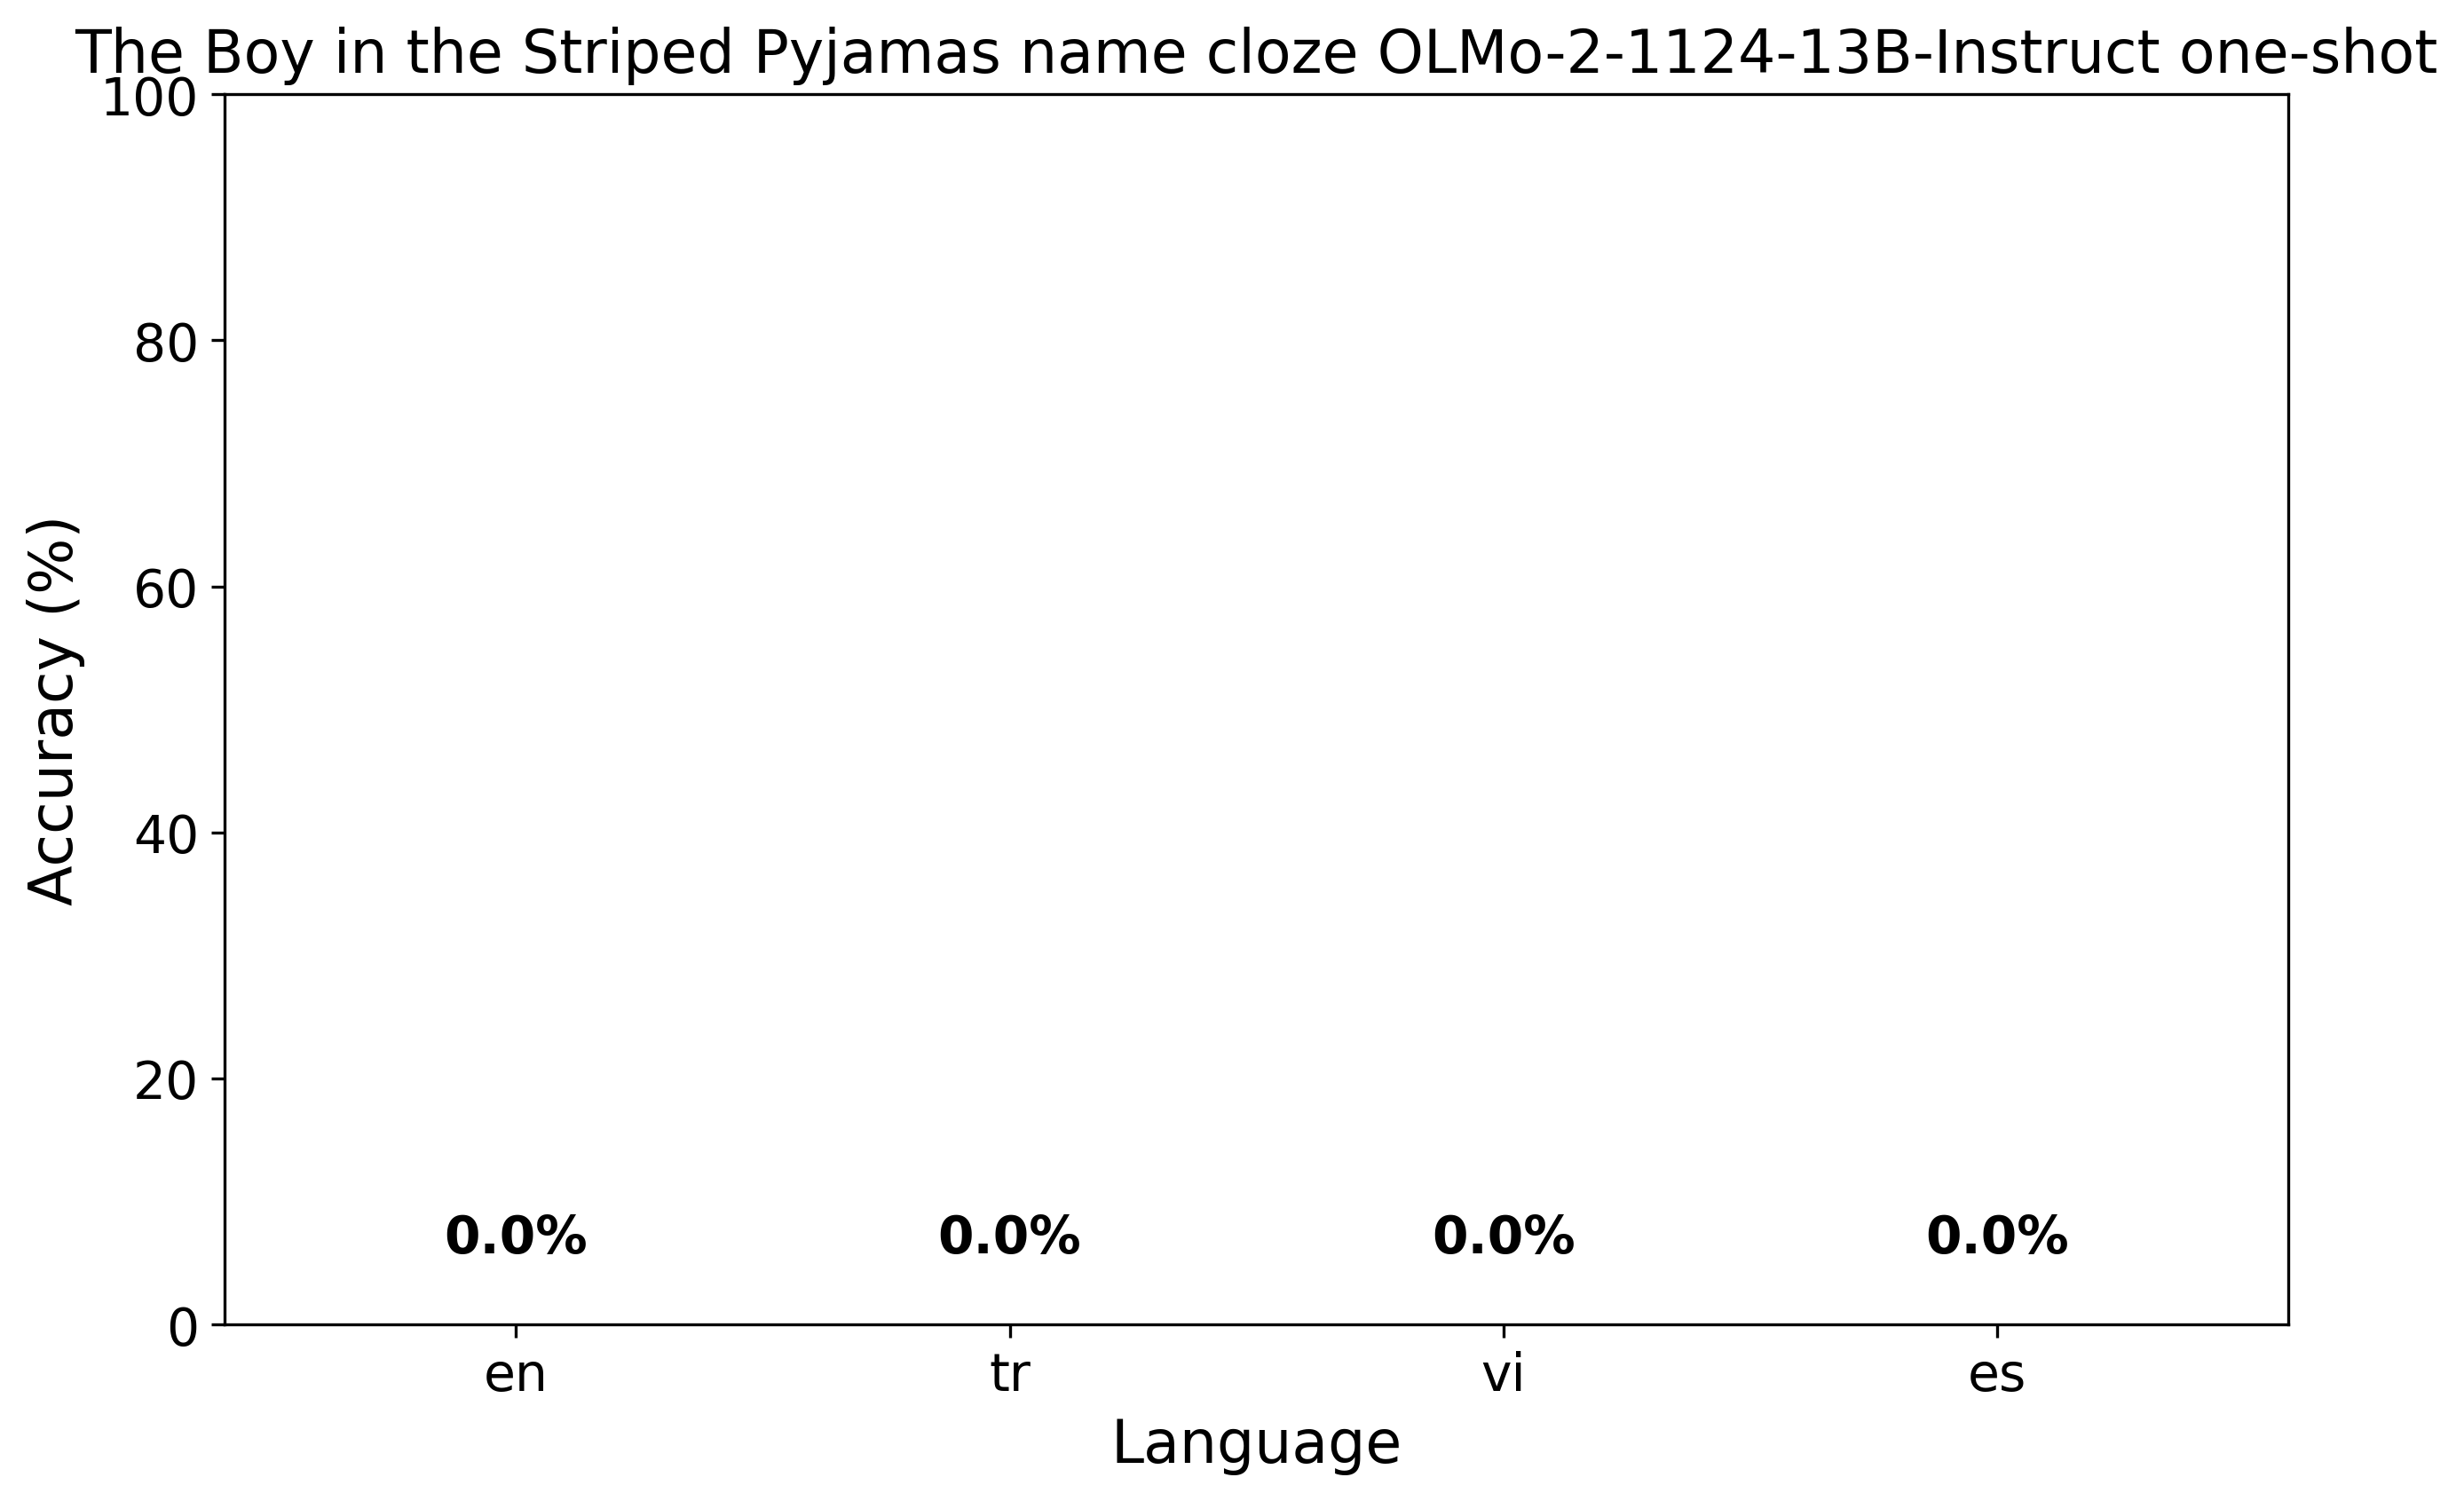 The Boy in the Striped Pyjamas name cloze OLMo-2-1124-13B-Instruct one-shot
100
80
60
40
20
0
Accuracy (%)
0.0% 0.0% 0.0% 0.0%
en tr vi es
Language